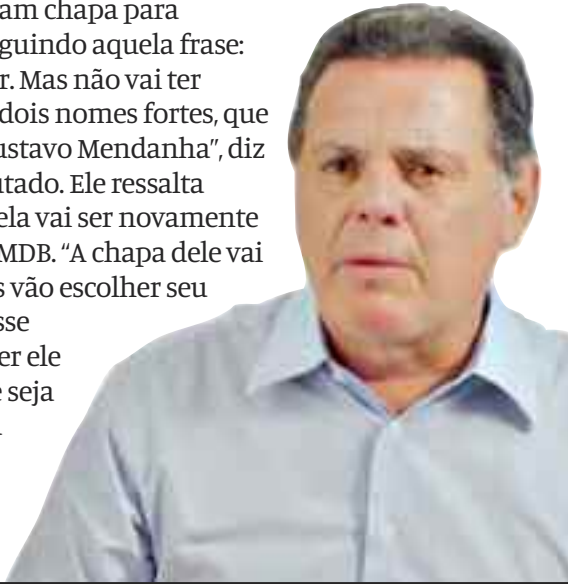 am chapa para
guindo aquela frase:
r. Mas não vai ter
dois nomes fortes, que
ustavo Mendanha”, diz
utado. Ele ressalta
ela vai ser novamente
MDB. “A chapa dele vai
s vão escolher seu
sse
er ele
e seja